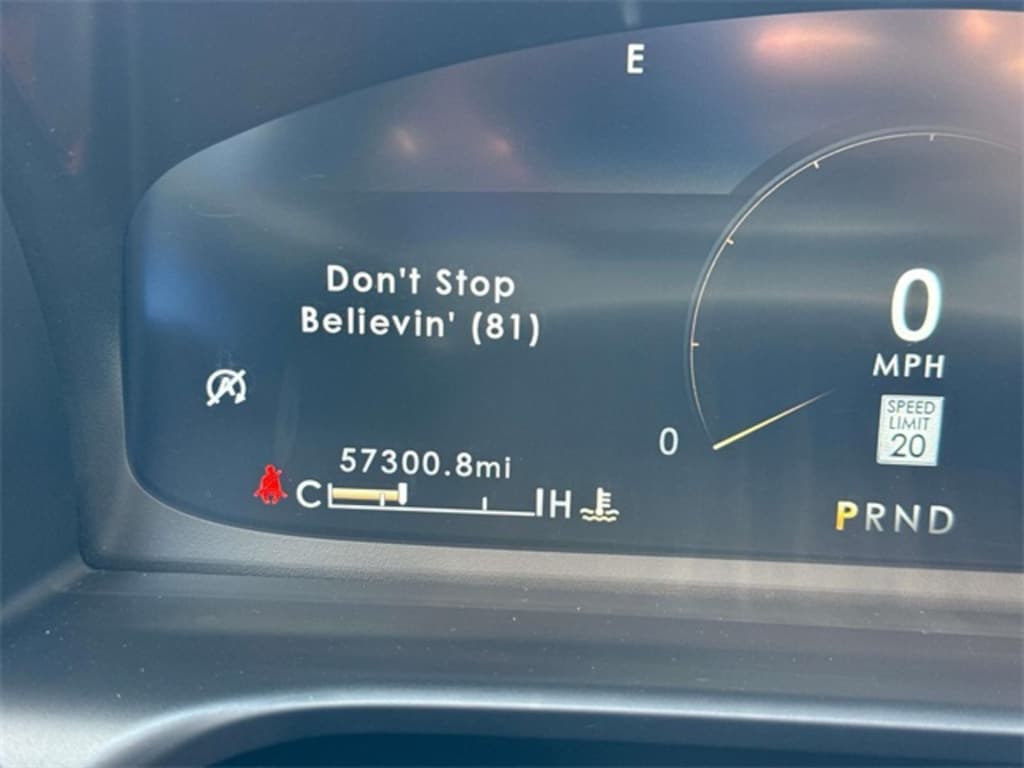 E
Don't Stop
Believin' (81)
0
MPH
SPEED
LIMIT
20
A
0
57300.8mi
C H
PRND